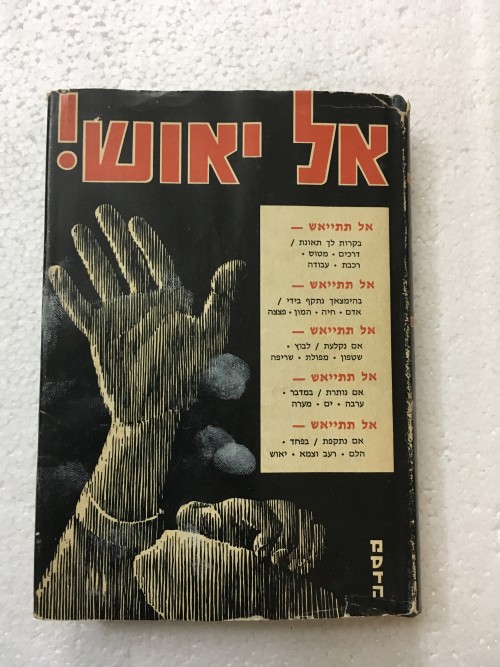 אל יאוש!
אל תתייאש —
בקרות לך תאונת /
דרכים • מטוס •
רכבת • עבודה
אל תתייאש —
בהימצאך נתקף בידי /
אדם • חיה • המון • פצצה
אל תתייאש —
אם נקלעת / לבוץ •
שטפון • מפולת • שריפה
אל תתייאש —
אם נותרת / במדבר •
ערבה • ים • מערה
אל תתייאש —
אם נתקפת / בפחד •
הלם • רעב וצמא • יאוש
מסדה